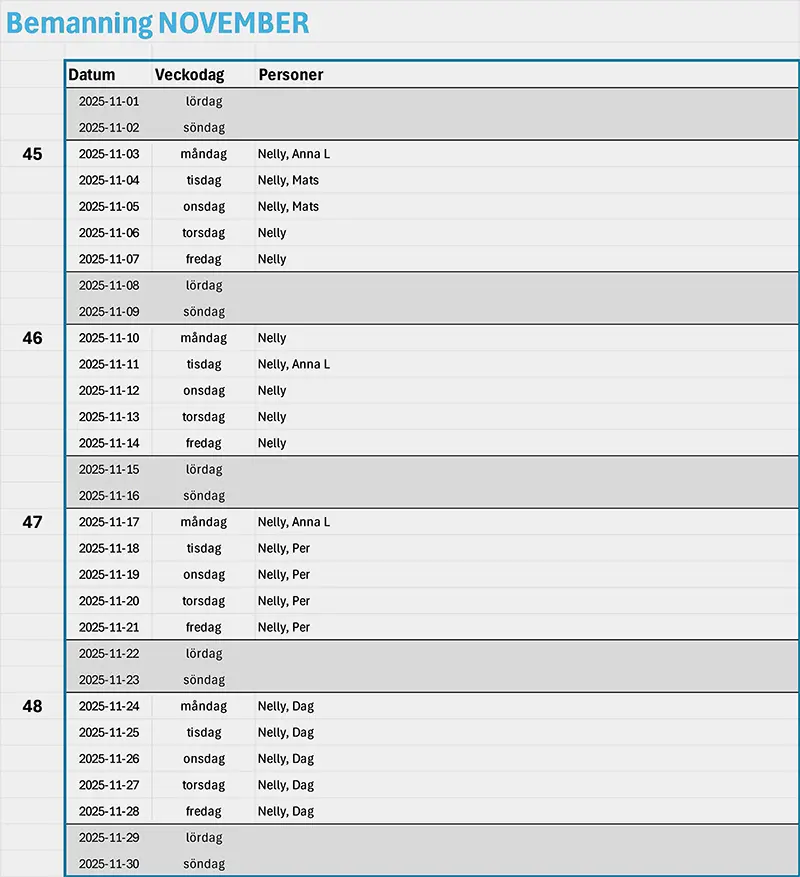 Bemanning NOVEMBER
Datum Veckodag Personer
2025-11-01 lördag
2025-11-02 söndag
45 2025-11-03 måndag Nelly, Anna L
2025-11-04 tisdag Nelly, Mats
2025-11-05 onsdag Nelly, Mats
2025-11-06 torsdag Nelly
2025-11-07 fredag Nelly
2025-11-08 lördag
2025-11-09 söndag
46 2025-11-10 måndag Nelly
2025-11-11 tisdag Nelly, Anna L
2025-11-12 onsdag Nelly
2025-11-13 torsdag Nelly
2025-11-14 fredag Nelly
2025-11-15 lördag
2025-11-16 söndag
47 2025-11-17 måndag Nelly, Anna L
2025-11-18 tisdag Nelly, Per
2025-11-19 onsdag Nelly, Per
2025-11-20 torsdag Nelly, Per
2025-11-21 fredag Nelly, Per
2025-11-22 lördag
2025-11-23 söndag
48 2025-11-24 måndag Nelly, Dag
2025-11-25 tisdag Nelly, Dag
2025-11-26 onsdag Nelly, Dag
2025-11-27 torsdag Nelly, Dag
2025-11-28 fredag Nelly, Dag
2025-11-29 lördag
2025-11-30 söndag